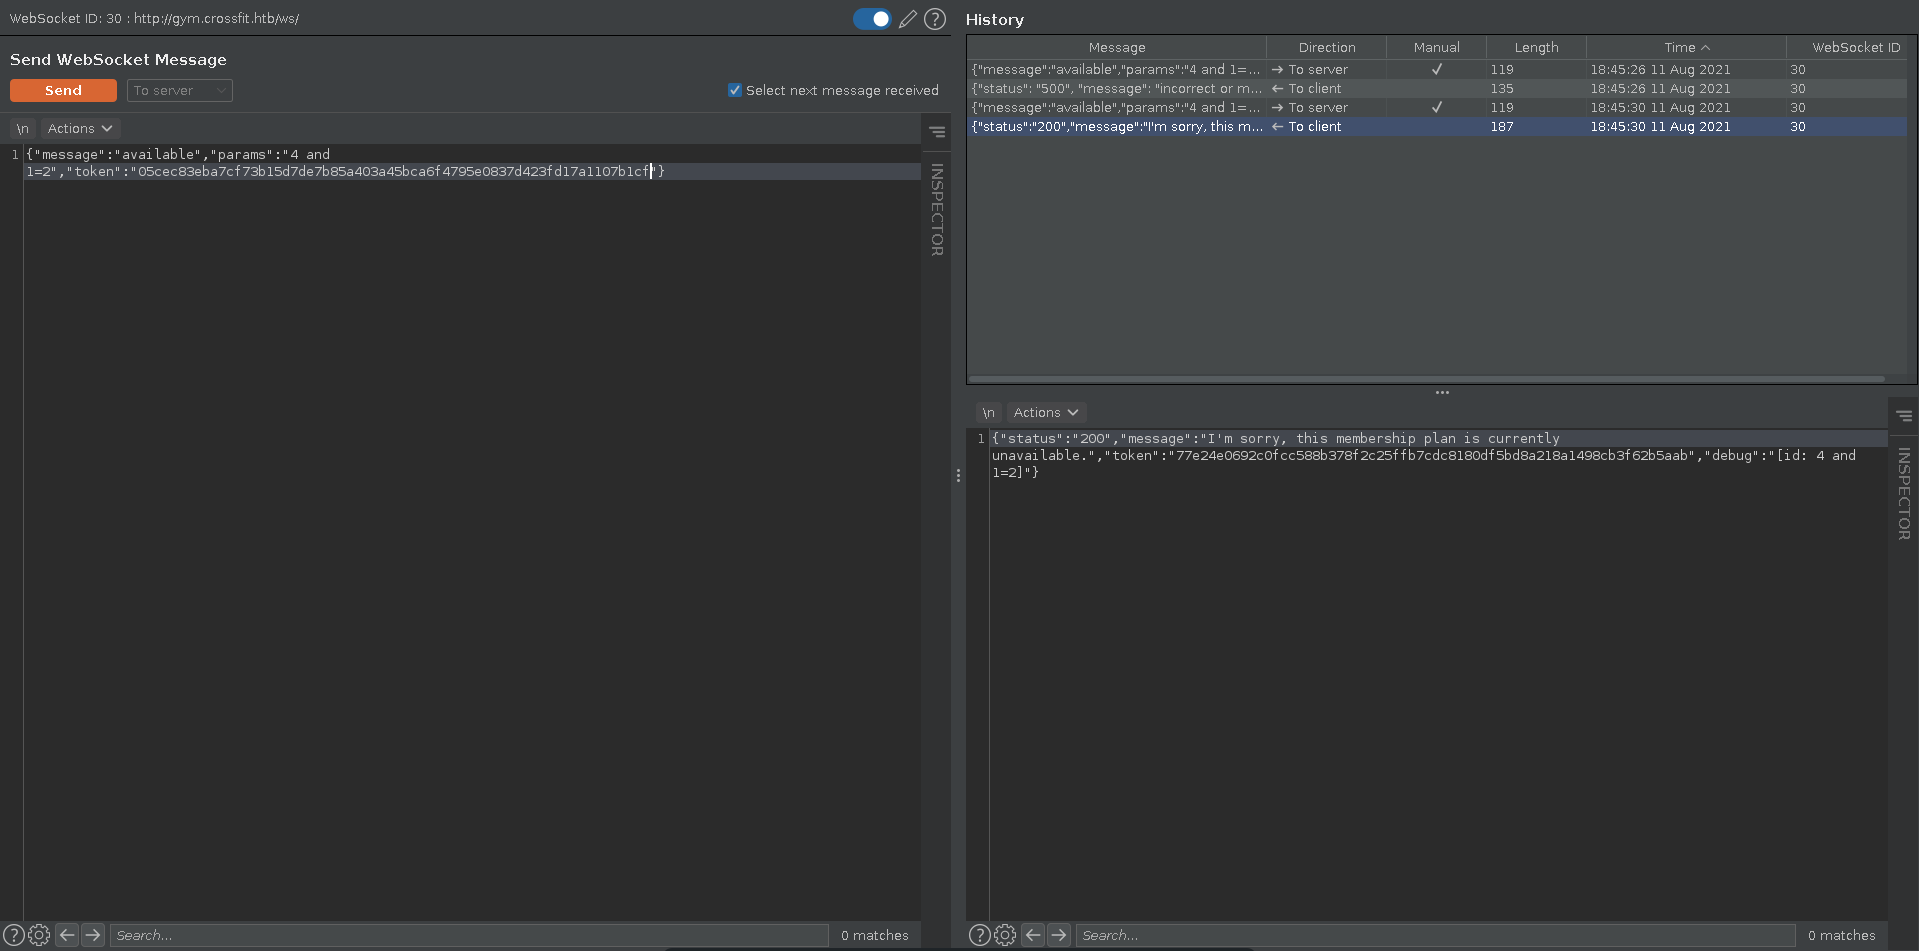 WebSocket ID: 30 : http://gym.crossfit.htb/ws/
Send WebSocket Message
Send
To server
Select next message received
\n
Actions
1
{"message":"available","params":"4 and
1=2","token":"05cec83eba7cf73b15d7de7b85a403a45bca6f4795e0837d423fd17a1107b1cf"}
INSPECTOR
Search...
0 matches
History
Message Direction Manual Length Time WebSocket ID
{"message":"available","params":"4 and 1=... → To server ✓ 119 18:45:26 11 Aug 2021 30
{"status": "500", "message": "incorrect or m... ← To client 135 18:45:26 11 Aug 2021 30
{"message":"available","params":"4 and 1=... → To server ✓ 119 18:45:30 11 Aug 2021 30
{"status":"200","message":"I'm sorry, this m... ← To client 187 18:45:30 11 Aug 2021 30
\n
Actions
1
{"status":"200","message":"I'm sorry, this membership plan is currently
unavailable.","token":"77e24e0692c0fcc588b378f2c25ffb7cdc8180df5bd8a218a1498cb3f62b5aab","debug":"[id: 4 and
1=2]"}
INSPECTOR
Search...
0 matches